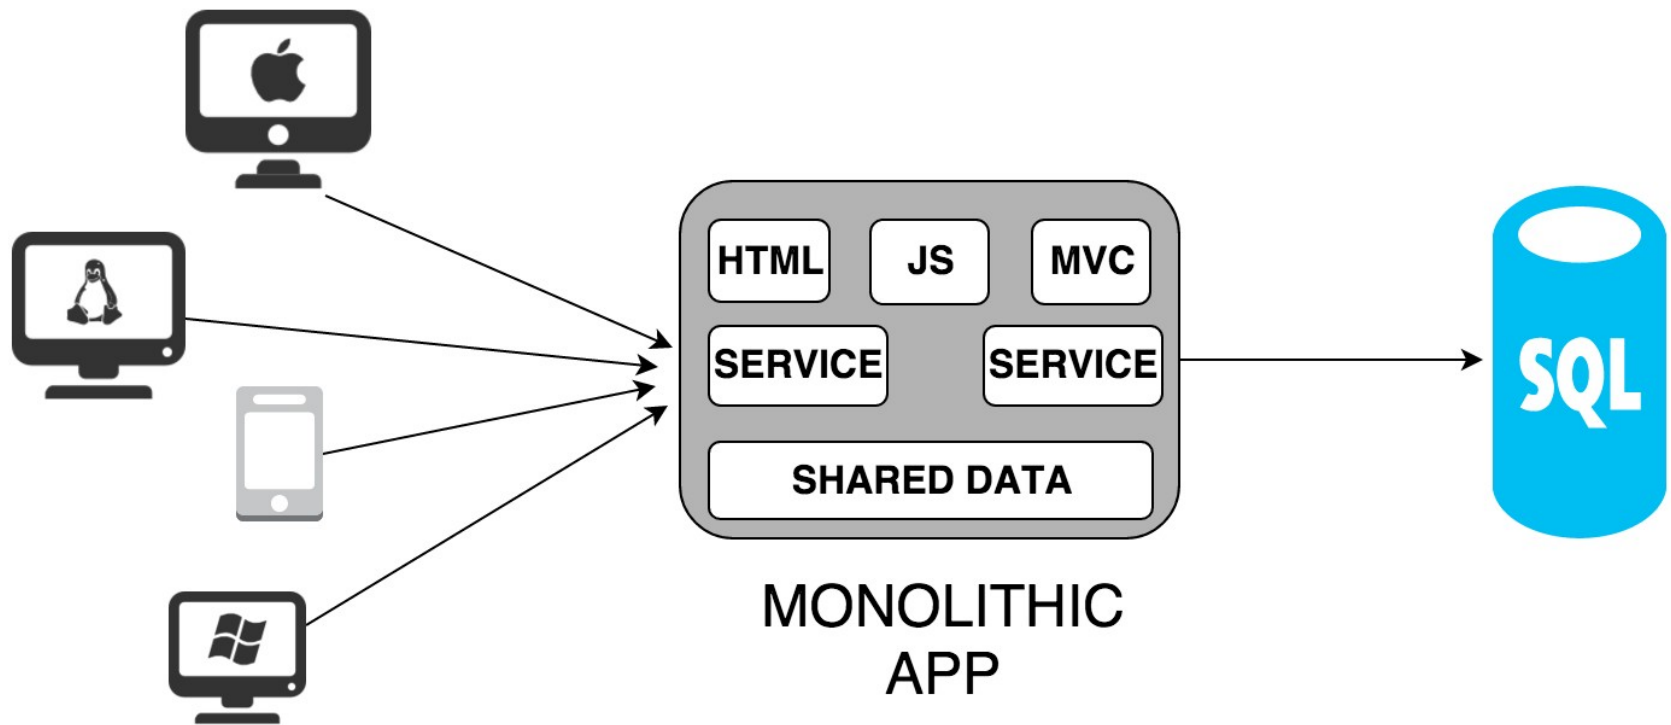 HTML
JS
MVC
SERVICE
SERVICE
SHARED DATA
MONOLITHIC
APP
SQL